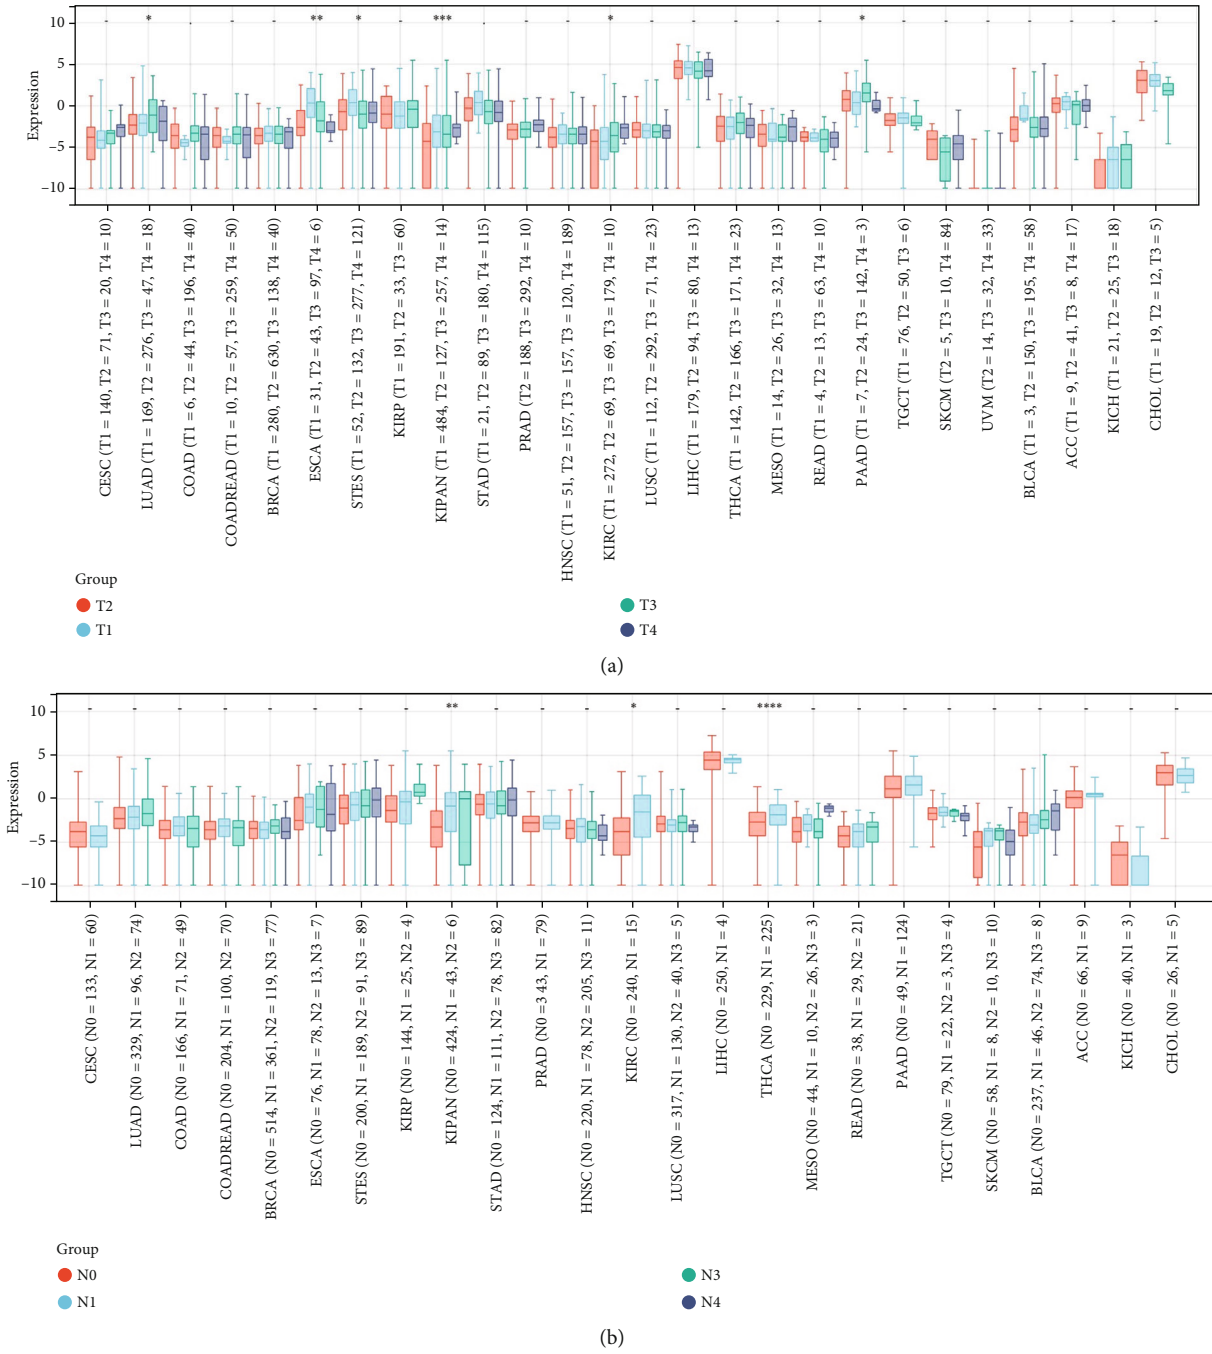 - * - - - ** * - *** - - - * - - - - - * - - - - - - -
10
5
0
−5
−10
Expression
CESC (T1 = 140, T2 = 71, T3 = 20, T4 = 10)
LUAD (T1 = 169, T2 = 276, T3 = 47, T4 = 18)
COAD (T1 = 6, T2 = 44, T3 = 196, T4 = 40)
COADREAD (T1 = 10, T2 = 57, T3 = 259, T4 = 50)
BRCA (T1 = 280, T2 = 630, T3 = 138, T4 = 40)
ESCA (T1 = 31, T2 = 43, T3 = 97, T4 = 6)
STES (T1 = 52, T2 = 132, T3 = 277, T4 = 121)
KIRP (T1 = 191, T2 = 33, T3 = 60)
KIPAN (T1 = 484, T2 = 127, T3 = 257, T4 = 14)
STAD (T1 = 21, T2 = 89, T3 = 180, T4 = 115)
PRAD (T2 = 188, T3 = 292, T4 = 10)
HNSC (T1 = 51, T2 = 157, T3 = 157, T3 = 120, T4 = 189)
KIRC (T1 = 272, T2 = 69, T3 = 69, T3 = 179, T4 = 10)
LUSC (T1 = 112, T2 = 292, T3 = 71, T4 = 23)
LIHC (T1 = 179, T2 = 94, T3 = 80, T4 = 13)
THCA (T1 = 142, T2 = 166, T3 = 171, T4 = 23)
MESO (T1 = 14, T2 = 26, T3 = 32, T4 = 13)
READ (T1 = 4, T2 = 13, T3 = 63, T4 = 10)
PAAD (T1 = 7, T2 = 24, T3 = 142, T4 = 3)
TGCT (T1 = 76, T2 = 50, T3 = 6)
SKCM (T2 = 5, T3 = 10, T4 = 84)
UVM (T2 = 14, T3 = 32, T4 = 33)
BLCA (T1 = 3, T2 = 150, T3 = 195, T4 = 58)
ACC (T1 = 9, T2 = 41, T3 = 8, T4 = 17)
KICH (T1 = 21, T2 = 25, T3 = 18)
CHOL (T1 = 19, T2 = 12, T3 = 5)
Group
T2
T1
T3
T4
(a)
- - - - - - - - ** - - - * - - **** - - - - - - - - -
10
5
0
−5
−10
Expression
CESC (N0 = 133, N1 = 60)
LUAD (N0 = 329, N1 = 96, N2 = 74)
COAD (N0 = 166, N1 = 71, N2 = 49)
COADREAD (N0 = 204, N1 = 100, N2 = 70)
BRCA (N0 = 514, N1 = 361, N2 = 119, N3 = 77)
ESCA (N0 = 76, N1 = 78, N2 = 13, N3 = 7)
STES (N0 = 200, N1 = 189, N2 = 91, N3 = 89)
KIRP (N0 = 144, N1 = 25, N2 = 4)
KIPAN (N0 = 424, N1 = 43, N2 = 6)
STAD (N0 = 124, N1 = 111, N2 = 78, N3 = 82)
PRAD (N0 = 3 43, N1 = 79)
HNSC (N0 = 220, N1 = 78, N2 = 205, N3 = 11)
KIRC (N0 = 240, N1 = 15)
LUSC (N0 = 317, N1 = 130, N2 = 40, N3 = 5)
LIHC (N0 = 250, N1 = 4)
THCA (N0 = 229, N1 = 225)
MESO (N0 = 44, N1 = 10, N2 = 26, N3 = 3)
READ (N0 = 38, N1 = 29, N2 = 21)
PAAD (N0 = 49, N1 = 124)
TGCT (N0 = 79, N1 = 22, N2 = 3, N3 = 4)
SKCM (N0 = 58, N1 = 8, N2 = 10, N3 = 10)
BLCA (N0 = 237, N1 = 46, N2 = 74, N3 = 8)
ACC (N0 = 66, N1 = 9)
KICH (N0 = 40, N1 = 3)
CHOL (N0 = 26, N1 = 5)
Group
N0
N1
N3
N4
(b)